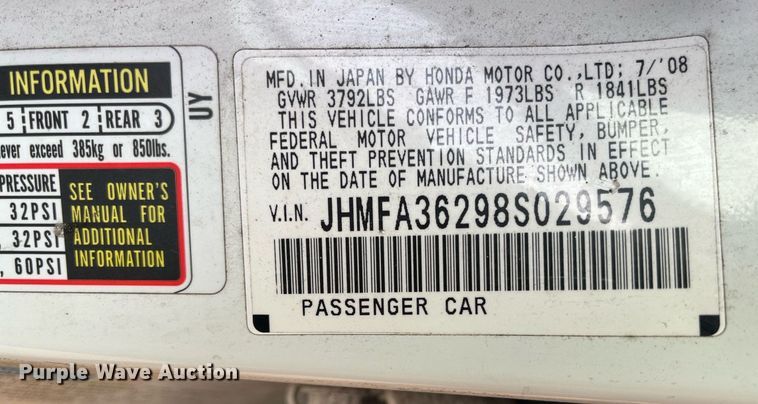 INFORMATION
5 FRONT 2 REAR 3
never exceed 385kg or 850lbs.
PRESSURE
32PSI
, 32PSI
, 60PSI
SEE OWNER'S
MANUAL FOR
ADDITIONAL
INFORMATION
UY
MFD. IN JAPAN BY HONDA MOTOR CO.,LTD; 7/'08
GVWR 3792LBS GAWR F 1973LBS R 1841LBS
THIS VEHICLE CONFORMS TO ALL APPLICABLE
FEDERAL MOTOR VEHICLE SAFETY, BUMPER,
AND THEFT PREVENTION STANDARDS IN EFFECT
ON THE DATE OF MANUFACTURE SHOWN ABOVE.
V.I.N. JHMFA36298S029576
PASSENGER CAR
Purple Wave Auction